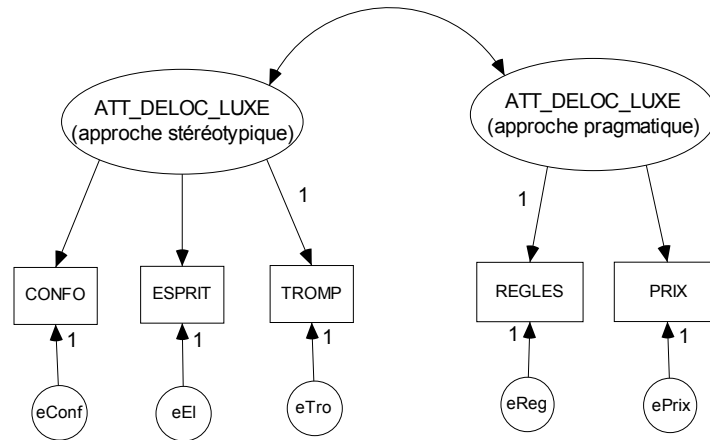 ATT_DELOC_LUXE
(approche stéréotypique)
ATT_DELOC_LUXE
(approche pragmatique)
1
1
CONFO
ESPRIT
TROMP
REGLES
PRIX
1
1
1
1
1
eConf
eEl
eTro
eReg
ePrix